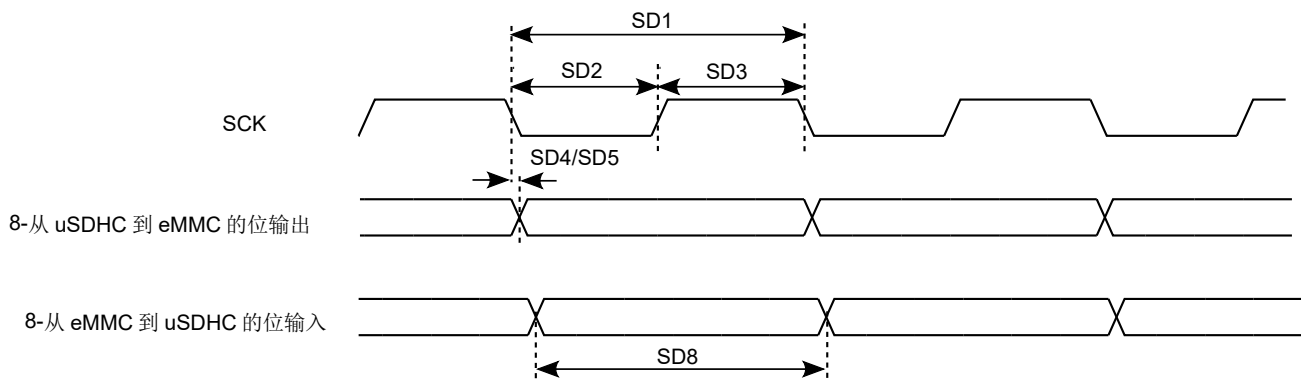 SD1
SD2
SD3
SCK
SD4/SD5
8-从 uSDHC 到 eMMC 的位输出
8-从 eMMC 到 uSDHC 的位输入
SD8